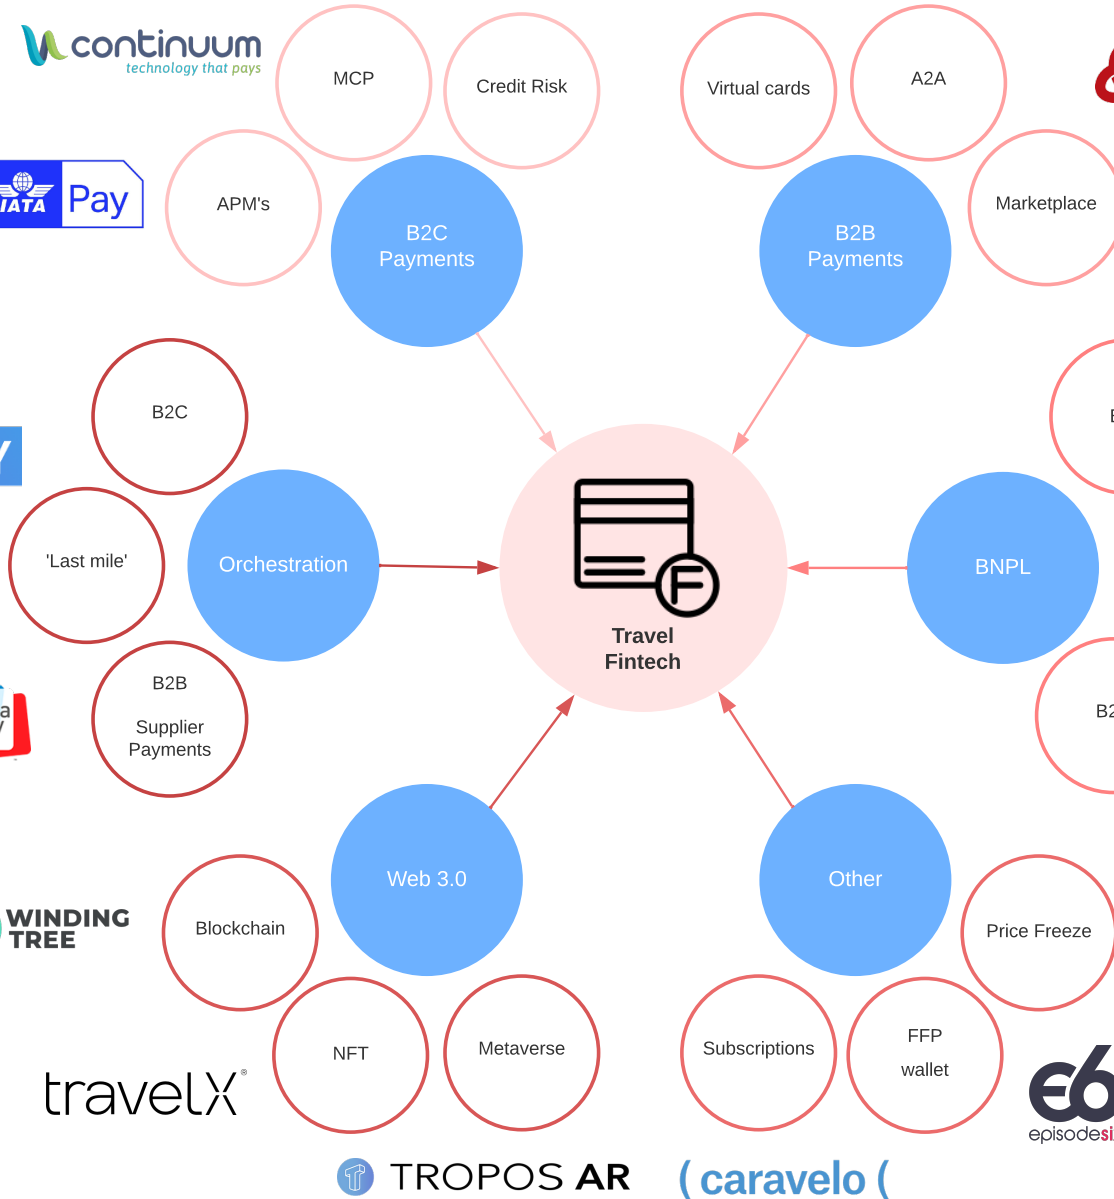 continuum
technology that pays
MCP
Credit Risk
Virtual cards
A2A
IATA
Pay
APM's
Marketplace
B2C
Payments
B2B
Payments
B2C
Y
'Last mile'
Orchestration
BNPL
F
Travel
Fintech
B2B
Supplier
Payments
Web 3.0
Other
WINDING
TREE
Blockchain
Price Freeze
NFT
Metaverse
Subscriptions
FFP
wallet
travelX®
E6
TROPOS AR
( caravelo (